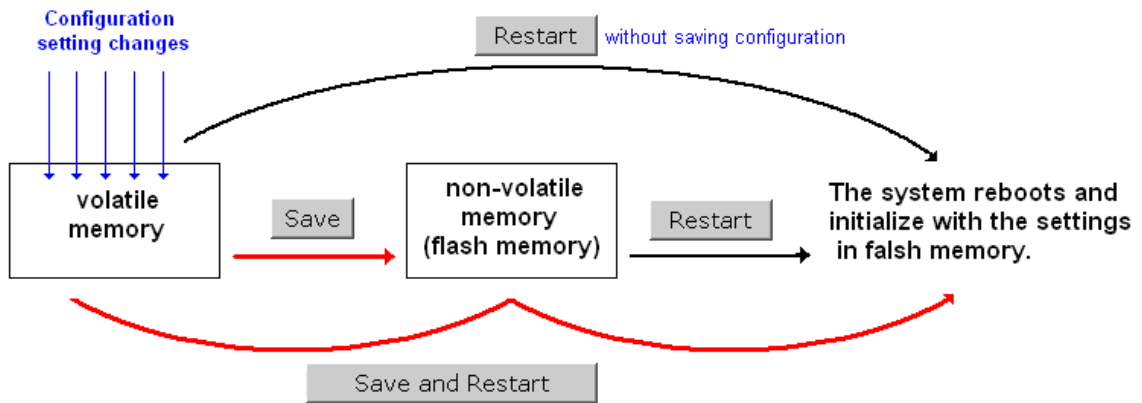 Configuration
setting changes
Restart
without saving configuration
volatile
memory
Save
non-volatile
memory
(flash memory)
Restart
The system reboots and
initialize with the settings
in falsh memory.
Save and Restart